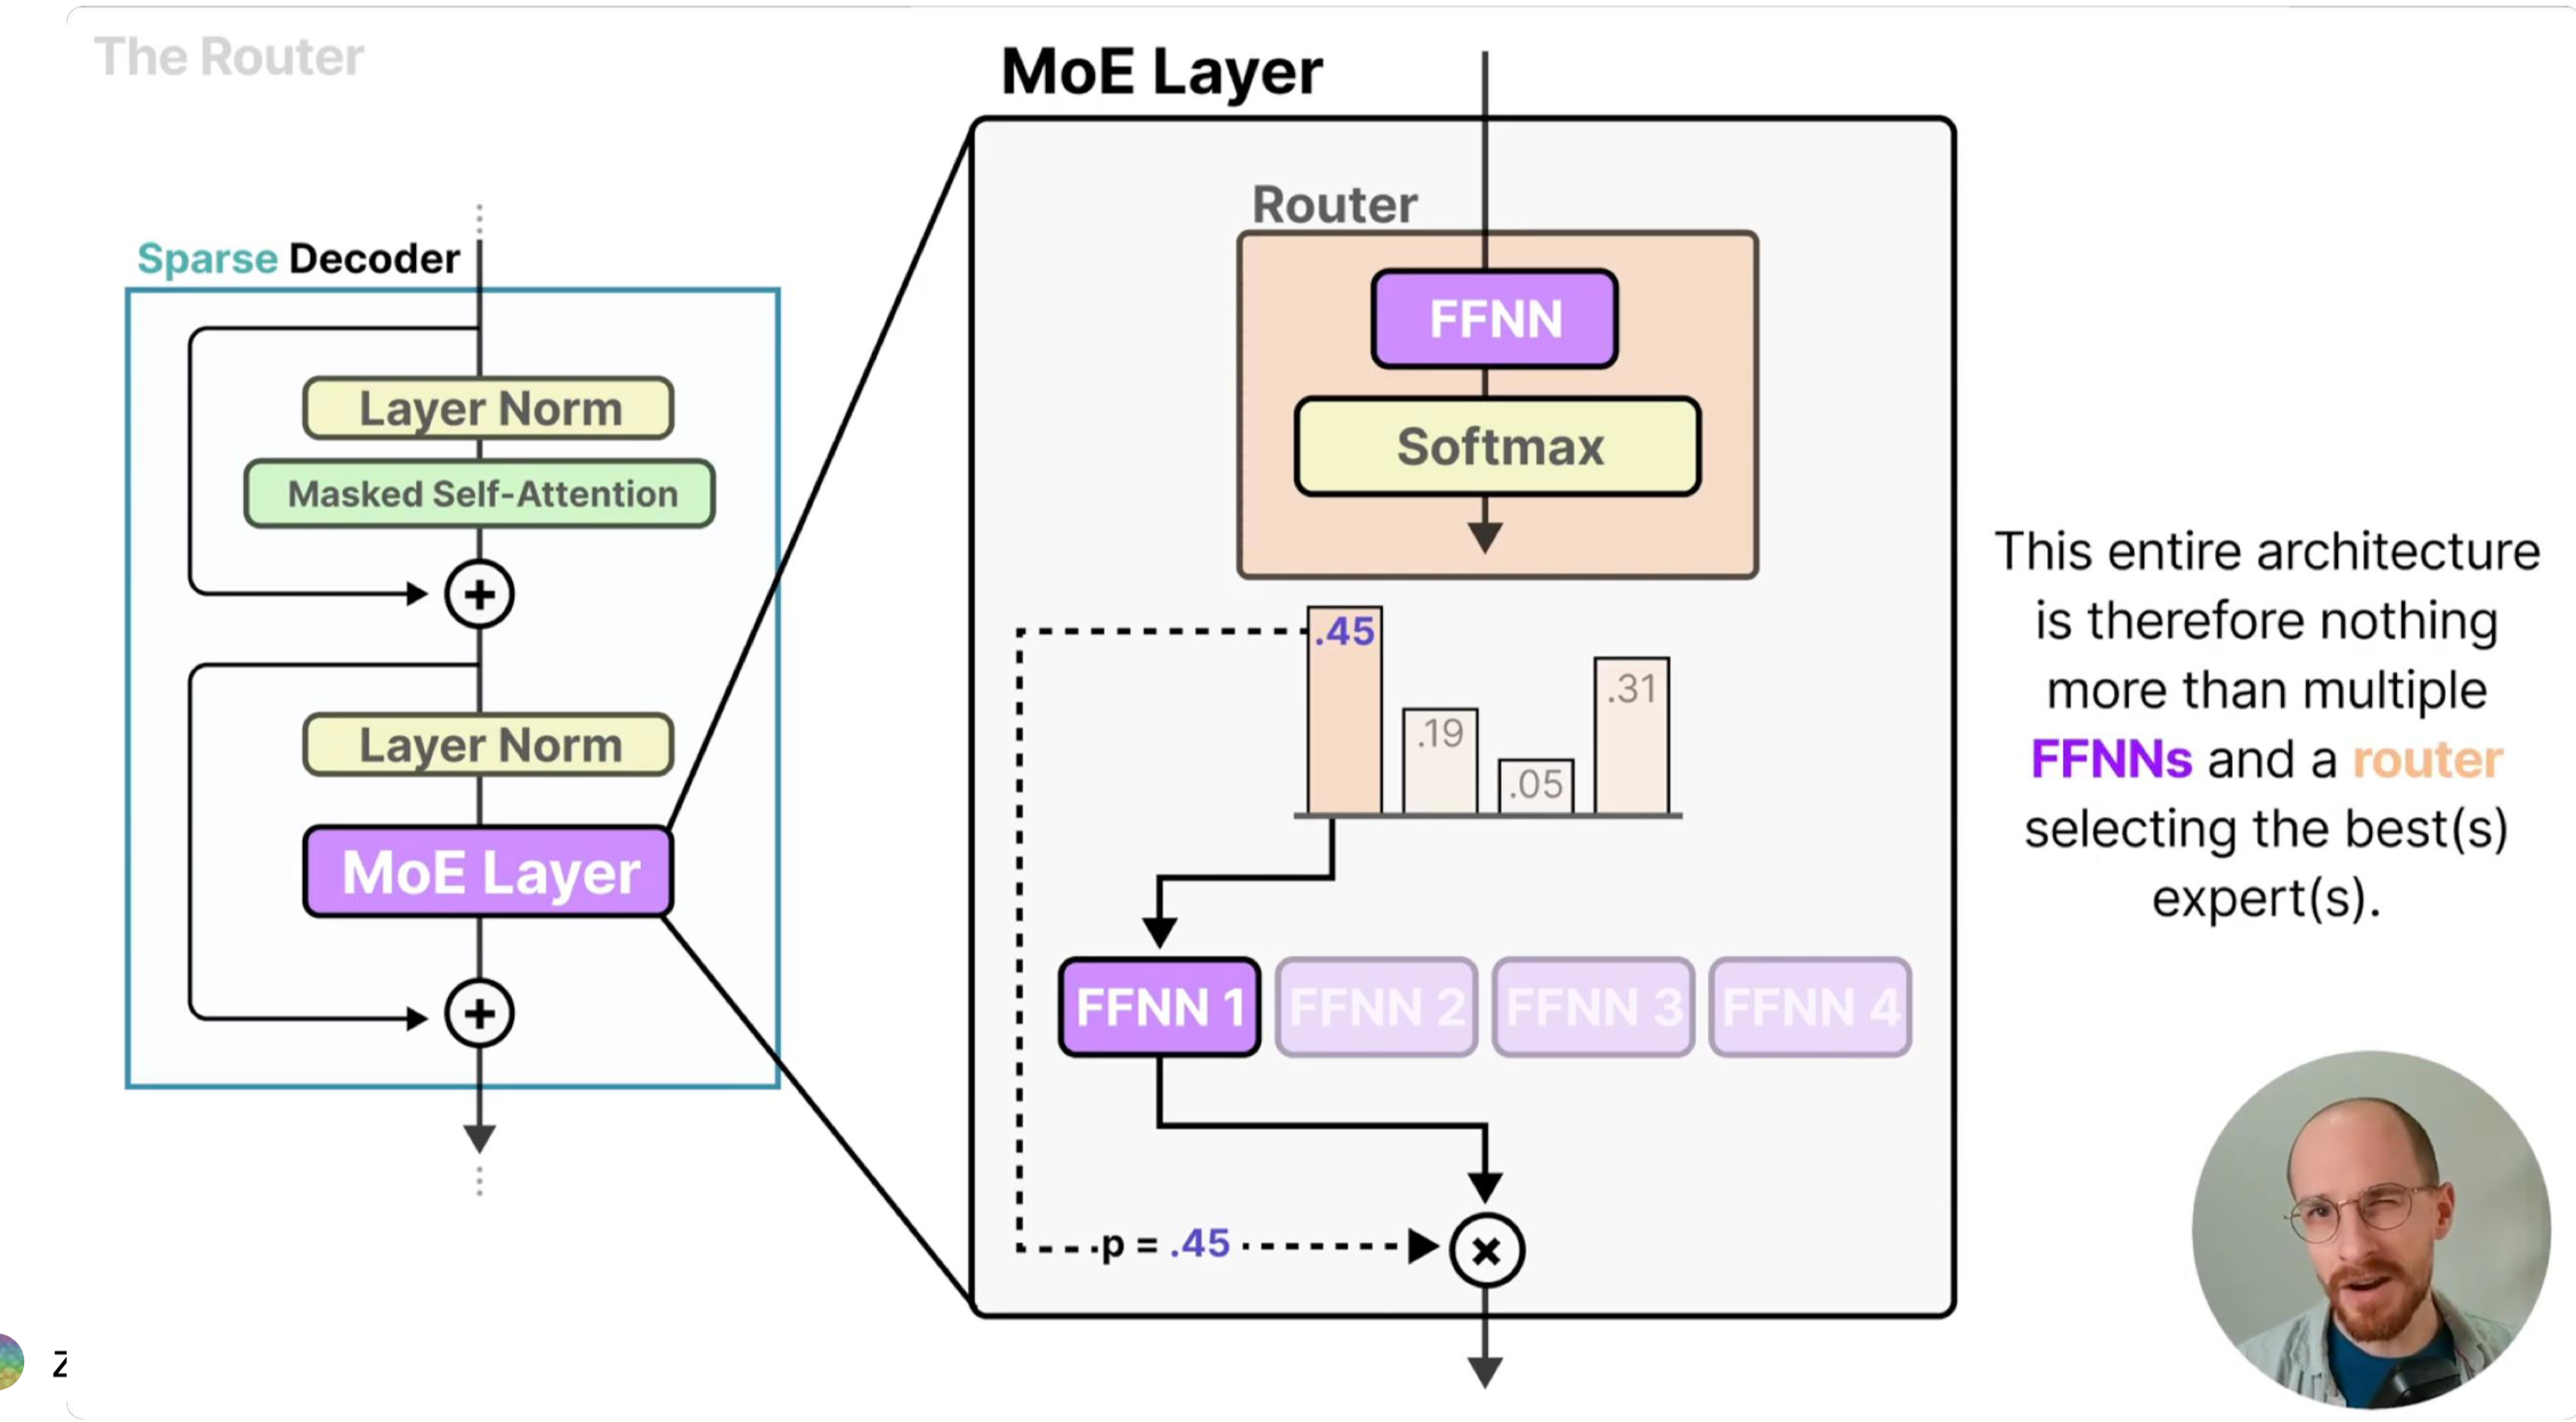 The Router
MoE Layer
Router
FFNN
Softmax
Sparse Decoder
Layer Norm
Masked Self-Attention
+
Layer Norm
MoE Layer
+
.45
.19
.05
.31
FFNN 1
FFNN 2
FFNN 3
FFNN 4
p = .45
×
This entire architecture
is therefore nothing
more than multiple
FFNNs and a router
selecting the best(s)
expert(s).
Z